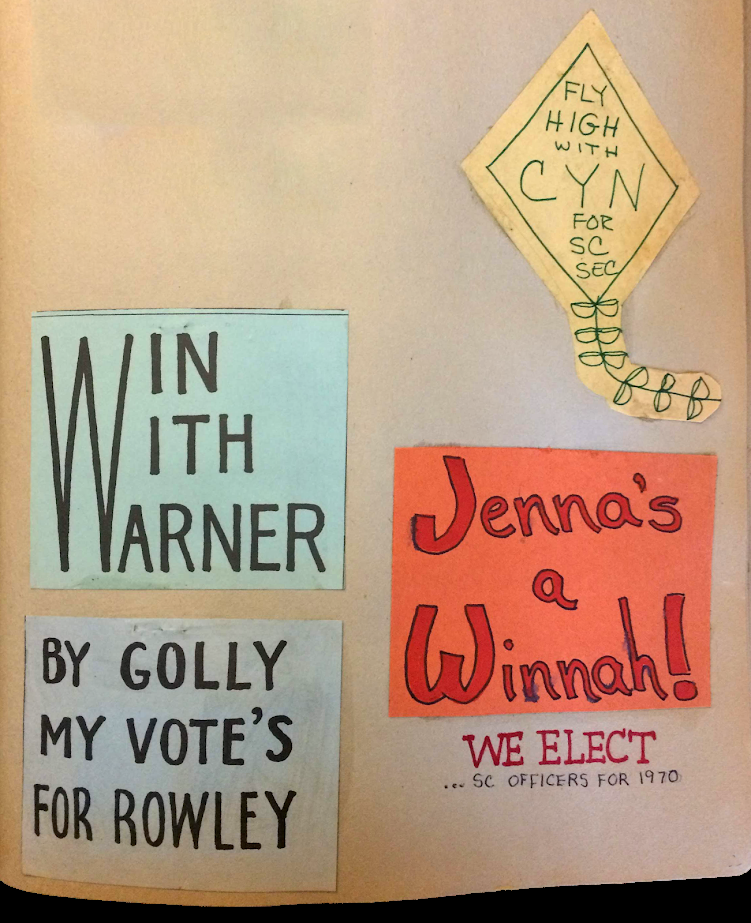 FLY
HIGH
WITH
CYN
FOR
SC
SEC
WIN
WITH
WARNER
Jenna's
a
Winnah!
BY GOLLY
MY VOTE'S
FOR ROWLEY
WE ELECT
... SC OFFICERS FOR 1970